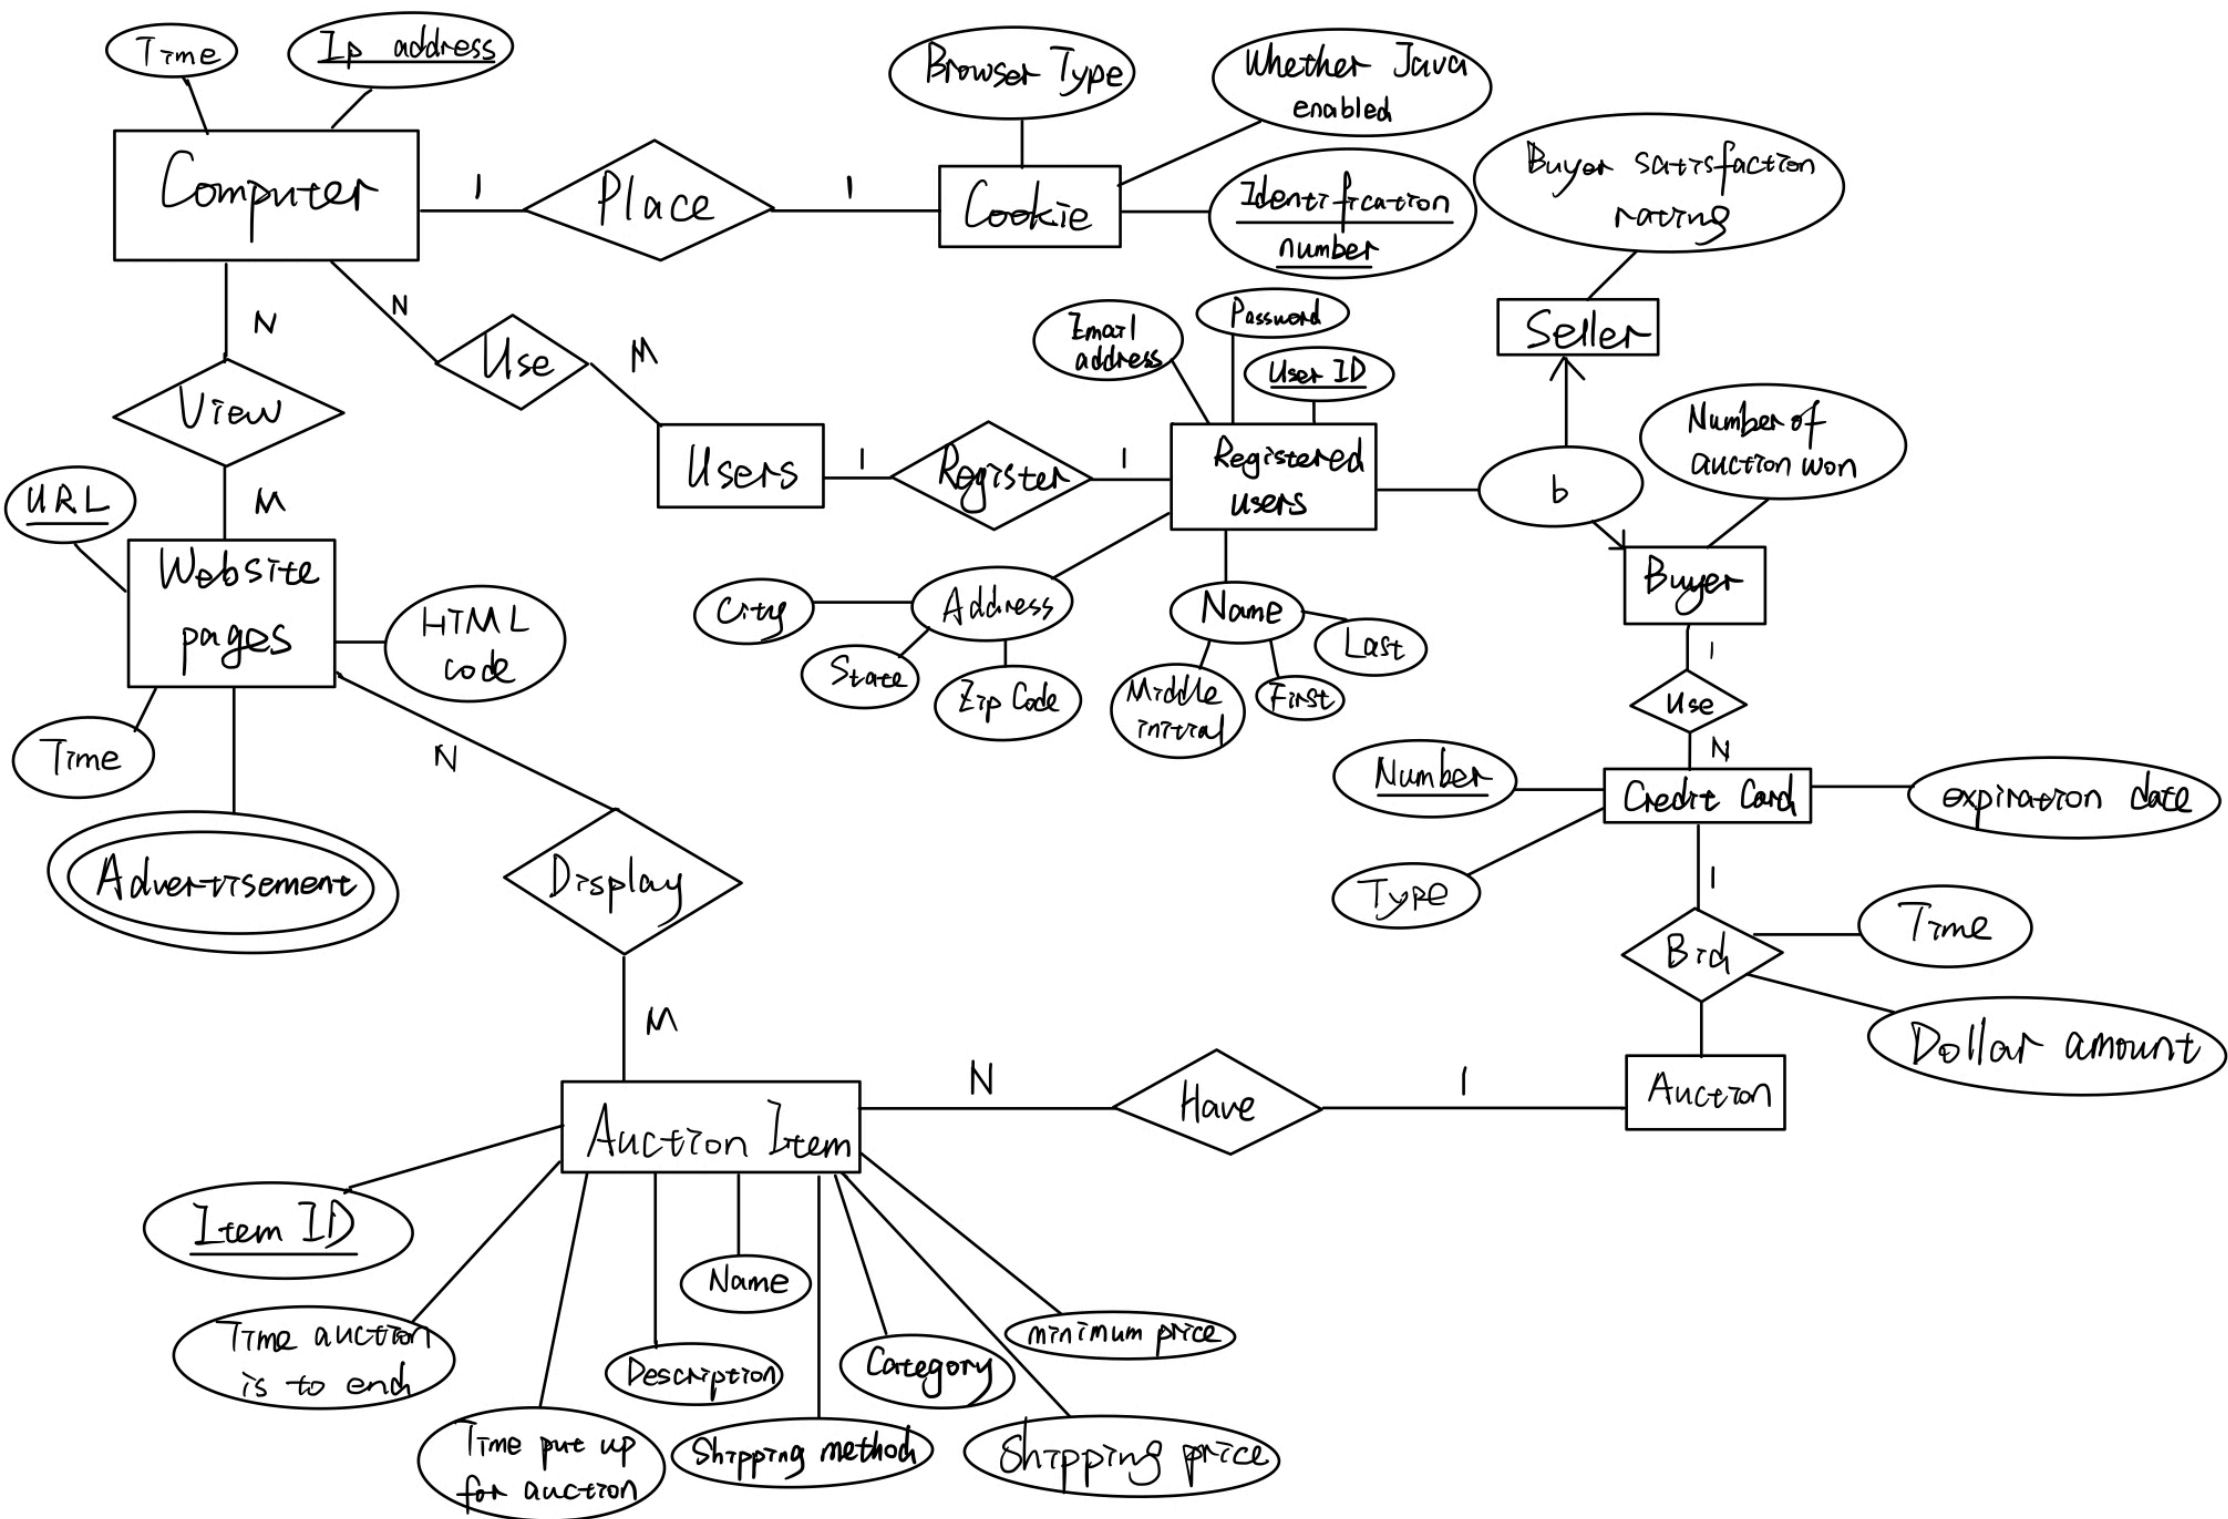 Time
Ip address
Browser Type
Whether Java
enabled
Computer
1
Place
1
Cookie
Identification
number
Buyer satisfaction
rating
N
N
Use
M
Email
address
Password
User ID
Seller
View
M
Users
1
Register
1
Registered
users
b
Number of
auction won
URL
Website
pages
HTML
code
City
Address
State
Zip Code
Name
Last
Middle
initial
First
Buyer
1
Use
N
Time
N
Number
Credit Card
expiration date
Type
1
Advertisement
Display
Bid
Time
Dollar amount
M
N
Have
1
Auction
Auction Item
Item ID
Name
Time auction
is to end
Description
Category
minimum price
Time put up
for auction
Shipping method
Shipping price